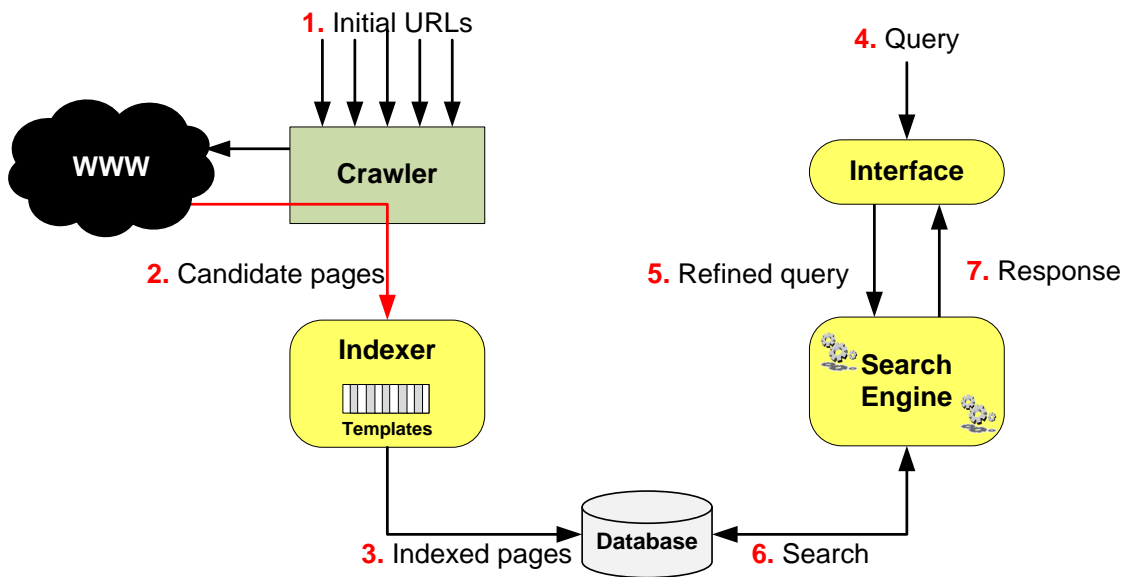 1. Initial URLs
4. Query
WWW
Crawler
Interface
2. Candidate pages
5. Refined query
7. Response
Indexer
Templates
Search
Engine
Database
3. Indexed pages
6. Search